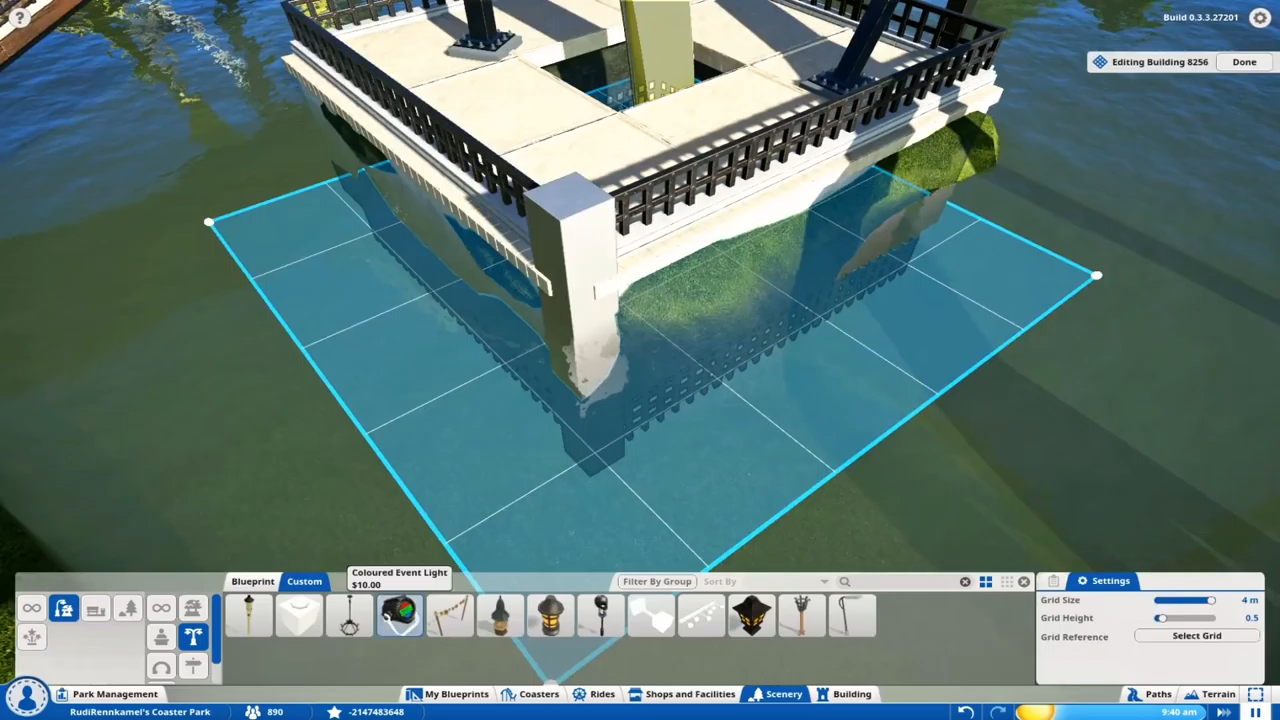 ?
Build 0.3.3.27201
Editing Building 8256 Done
Coloured Event Light
$10.00
Blueprint Custom Filter By Group Sort By Settings
Grid Size 4 m
Grid Height 0.5
Grid Reference Select Grid
Park Management My Blueprints Coasters Rides Shops and Facilities Scenery Building Paths Terrain
RudiRennkamel's Coaster Park 890 -2147483648 9:40 am